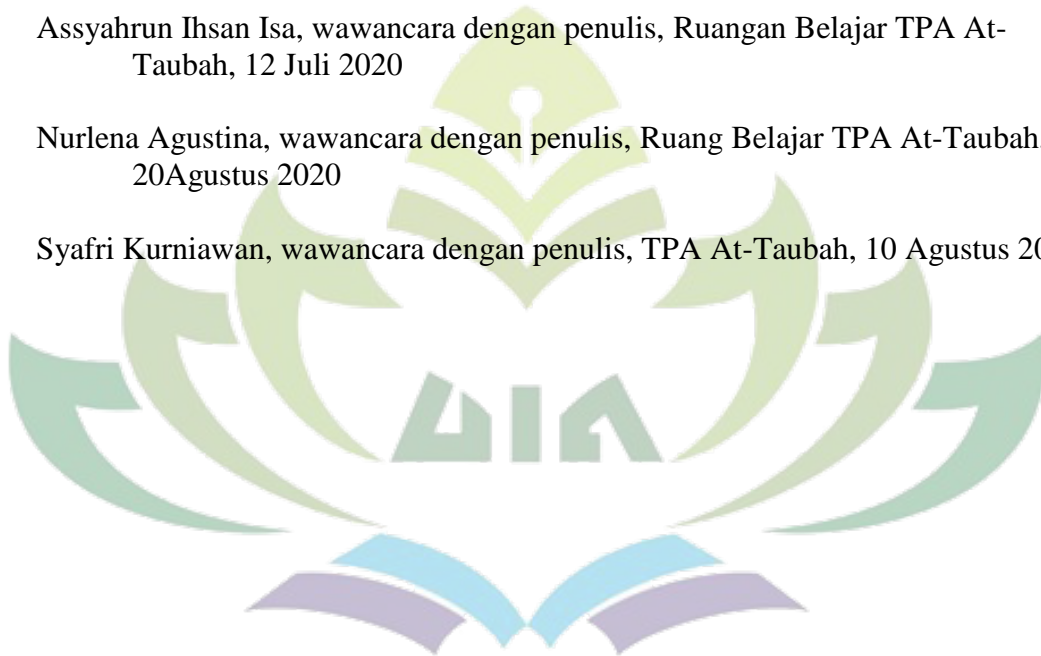 Assyahrun Ihsan Isa, wawancara dengan penulis, Ruangan Belajar TPA At-
Taubah, 12 Juli 2020
Nurlena Agustina, wawancara dengan penulis, Ruang Belajar TPA At-Taubah,
20Agustus 2020
Syafri Kurniawan, wawancara dengan penulis, TPA At-Taubah, 10 Agustus
UIN